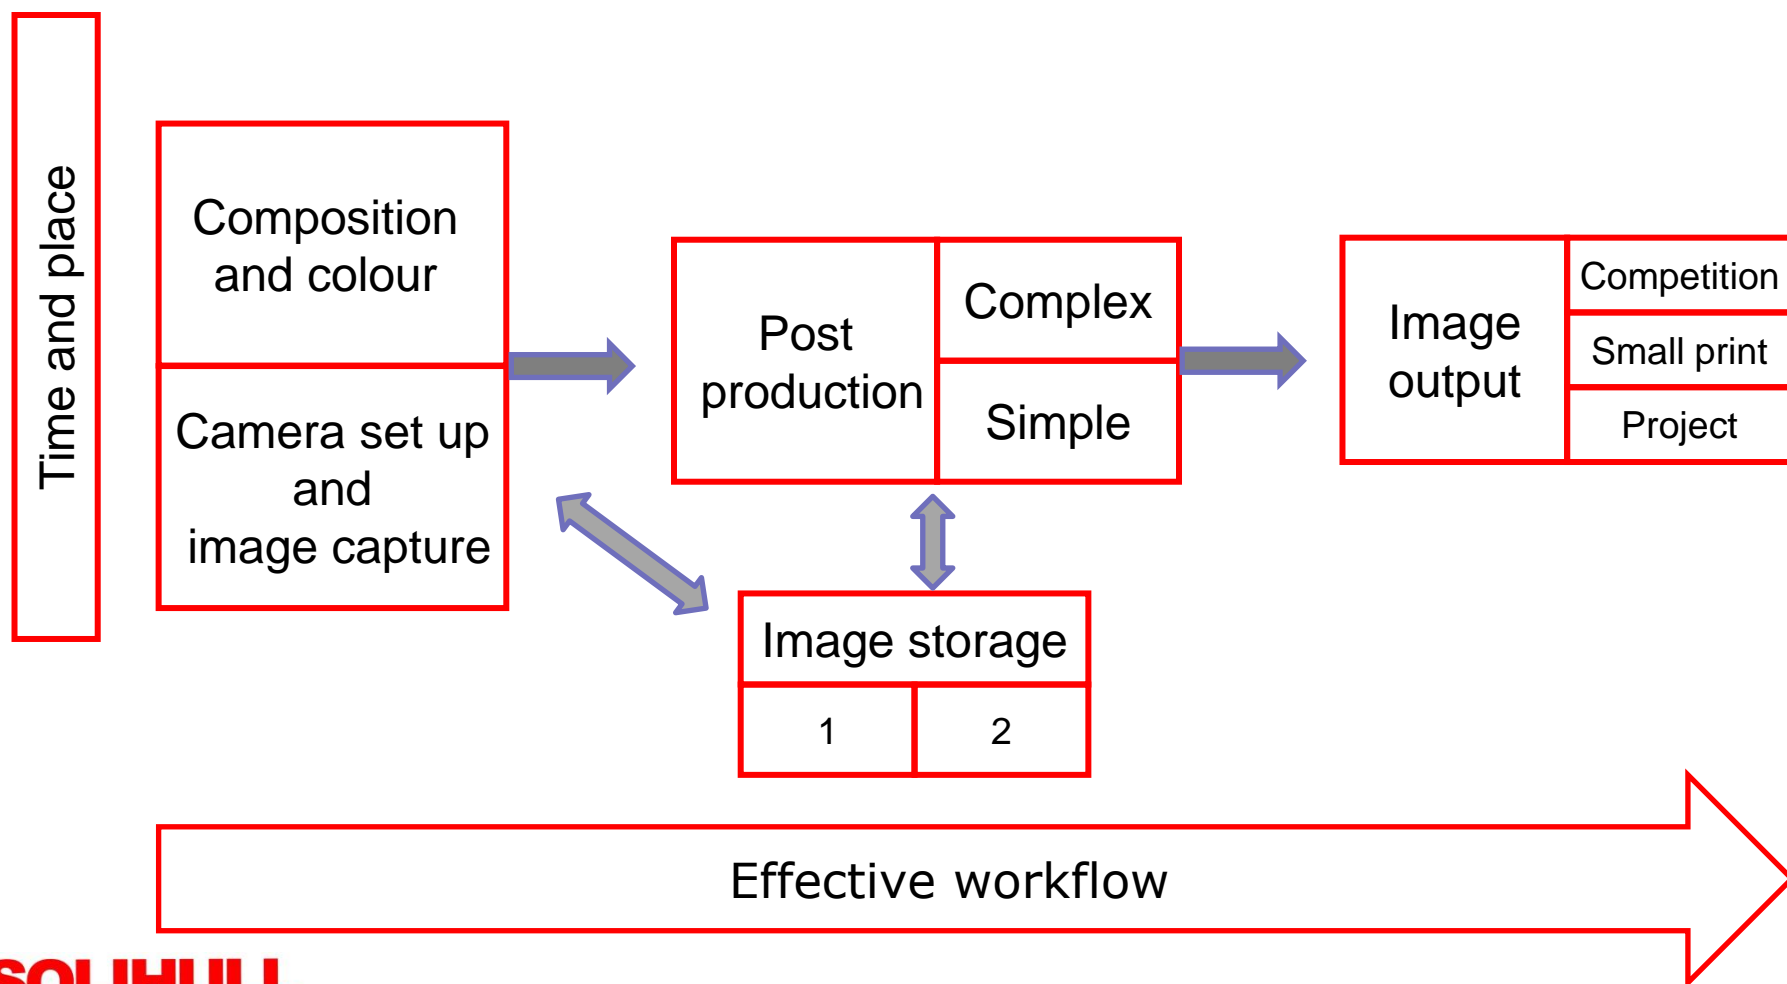 Time and place
Composition
and colour
Camera set up
and
image capture
Post
production
Complex
Simple
Image
output
Competition
Small print
Project
Image storage
1
2
Effective workflow
SOLIHULL